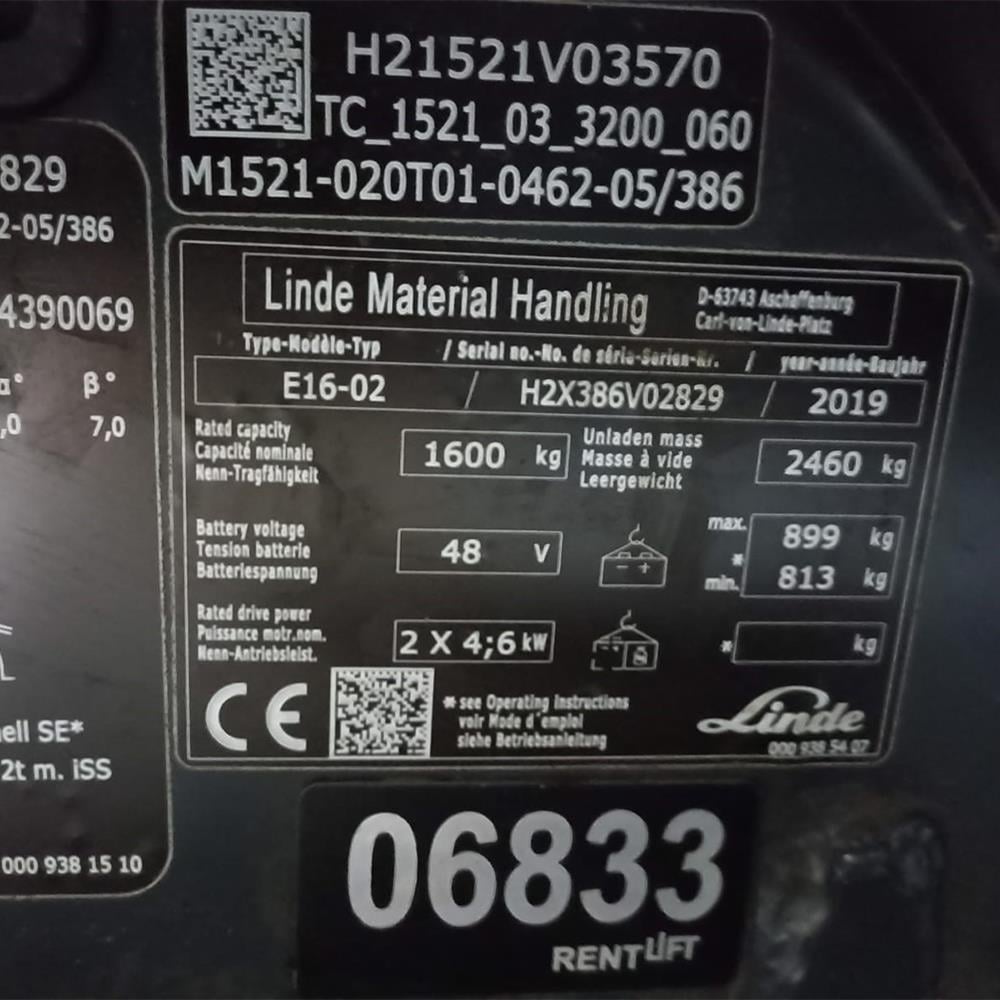 H21521V03570
TC_1521_03_3200_060
M1521-020T01-0462-05/386
829
2-05/386
4390069
α° β°
,0 7,0
ell SE*
2t m. iSS
000 938 15 10
Linde Material Handling
D-63743 Aschaffenburg
Carl-von-Linde-Platz
Type-Modèle-Typ / Serial no.-No. de série-Serien-Nr. / year-année-Baujahr
E16-02 / H2X386V02829 / 2019
Rated capacity
Capacité nominale
Nenn-Tragfähigkeit
1600 kg
Unladen mass
Masse à vide
Leergewicht
2460 kg
Battery voltage
Tension batterie
Batteriespannung
48 V
- +
max. 899 kg
*
min. 813 kg
Rated drive power
Puissance motr.nom.
Nenn-Antriebsleist.
2 X 4;6 kW
* kg
CE
*see Operating instructions
voir Mode d'emploi
siehe Betriebsanleitung
Linde
000 938 54 07
06833
RENTLIFT